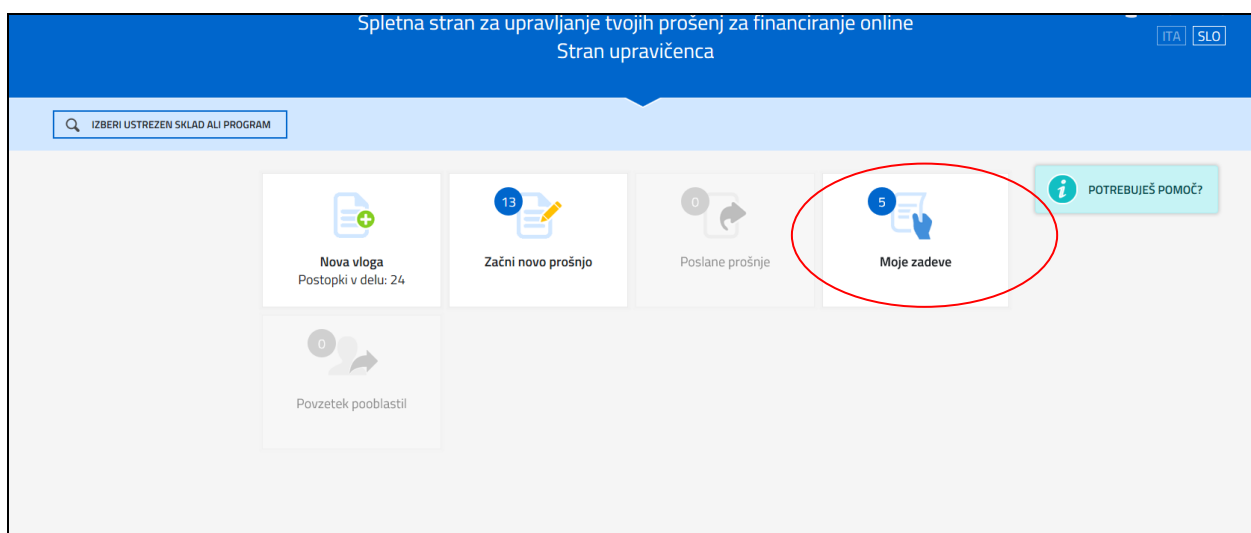 Spletna stran za upravljanje tvojih prošenj za financiranje online
Stran upravičenca
ITA SLO
IZBERI USTREZEN SKLAD ALI PROGRAM
POTREBUJEŠ POMOČ?
Nova vloga
Postopki v delu: 24
13
Začni novo prošnjo
0
Poslane prošnje
5
Moje zadeve
0
Povzetek pooblastil